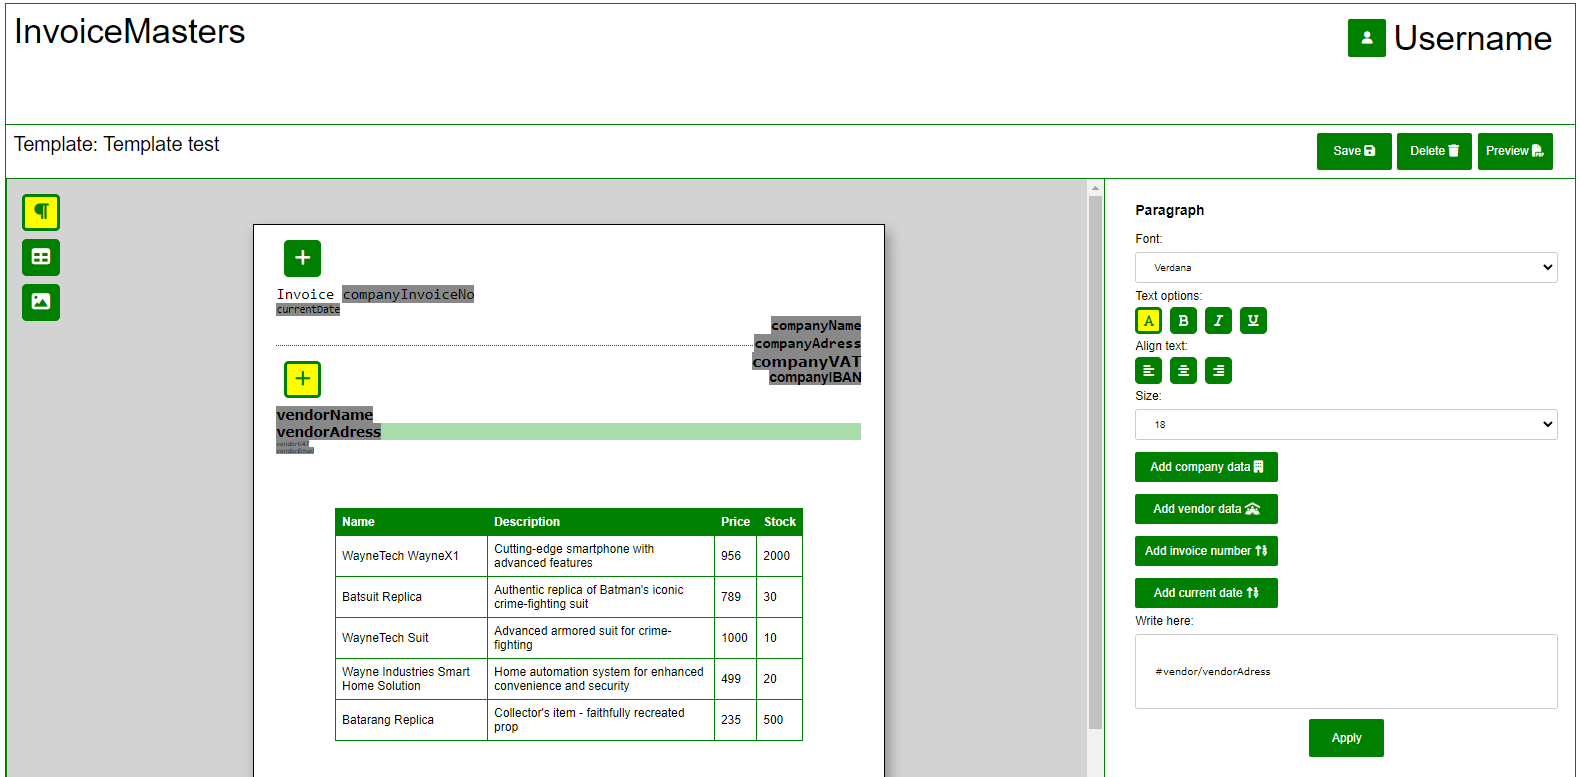 InvoiceMasters
Username
Template: Template test
Save
Delete
Preview
Invoice companyInvoiceNo
currentDate
companyName
companyAdress
companyVAT
companyIBAN
vendorName
vendorAdress
vendorVAT
vendorEmail
Name Description Price Stock
WayneTech WayneX1 Cutting-edge smartphone with advanced features 956 2000
Batsuit Replica Authentic replica of Batman's iconic crime-fighting suit 789 30
WayneTech Suit Advanced armored suit for crime-fighting 1000 10
Wayne Industries Smart Home Solution Home automation system for enhanced convenience and security 499 20
Batarang Replica Collector's item - faithfully recreated prop 235 500
Paragraph
Font:
Verdana
Text options:
A B I U
Align text:
Size:
18
Add company data
Add vendor data
Add invoice number
Add current date
Write here:
#vendor/vendorAdress
Apply